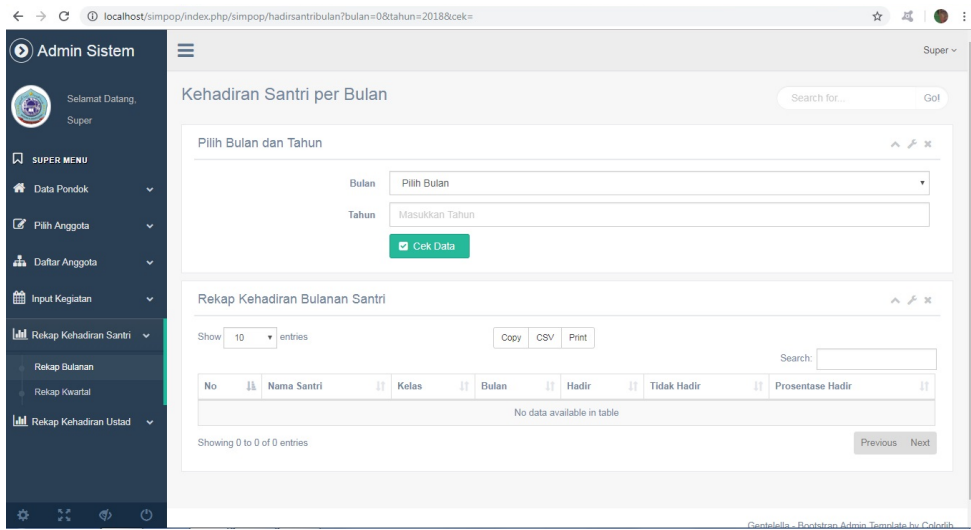 localhost/simpop/index.php/simpop/hadirsantribulan?bulan=0&tahun=2018&cek=
Admin Sistem
Super
Selamat Datang,
Super
SUPER MENU
Data Pondok
Pilih Anggota
Daftar Anggota
Input Kegiatan
Rekap Kehadiran Santri
Rekap Bulanan
Rekap Kwartal
Rekap Kehadiran Ustad
Kehadiran Santri per Bulan
Search for... Go!
Pilih Bulan dan Tahun
Bulan Pilih Bulan
Tahun Masukkan Tahun
Cek Data
Rekap Kehadiran Bulanan Santri
Show 10 entries Copy CSV Print
Search:
No Nama Santri Kelas Bulan Hadir Tidak Hadir Prosentase Hadir
No data available in table
Showing 0 to 0 of 0 entries Previous Next
Gentelella - Bootstrap Admin Template by Colorlib